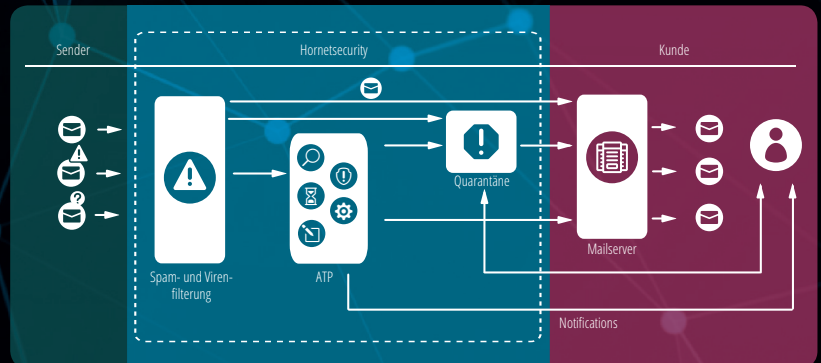 Sender
Hornetsecurity
Kunde
Quarantäne
Mailserver
Spam- und Viren-
filterung
ATP
Notifications